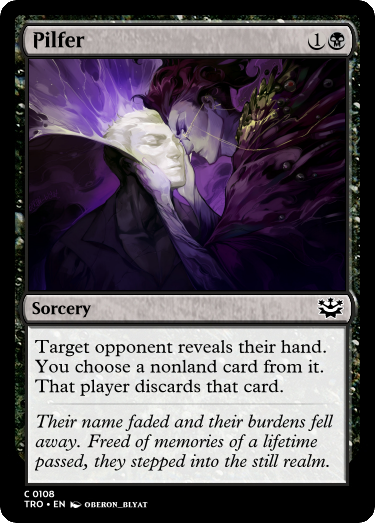 Pilfer 1
Sorcery
Target opponent reveals their hand.
You choose a nonland card from it.
That player discards that card.
Their name faded and their burdens fell
away. Freed of memories of a lifetime
passed, they stepped into the still realm.
C 0108
TRO • EN OBERON_BLYAT